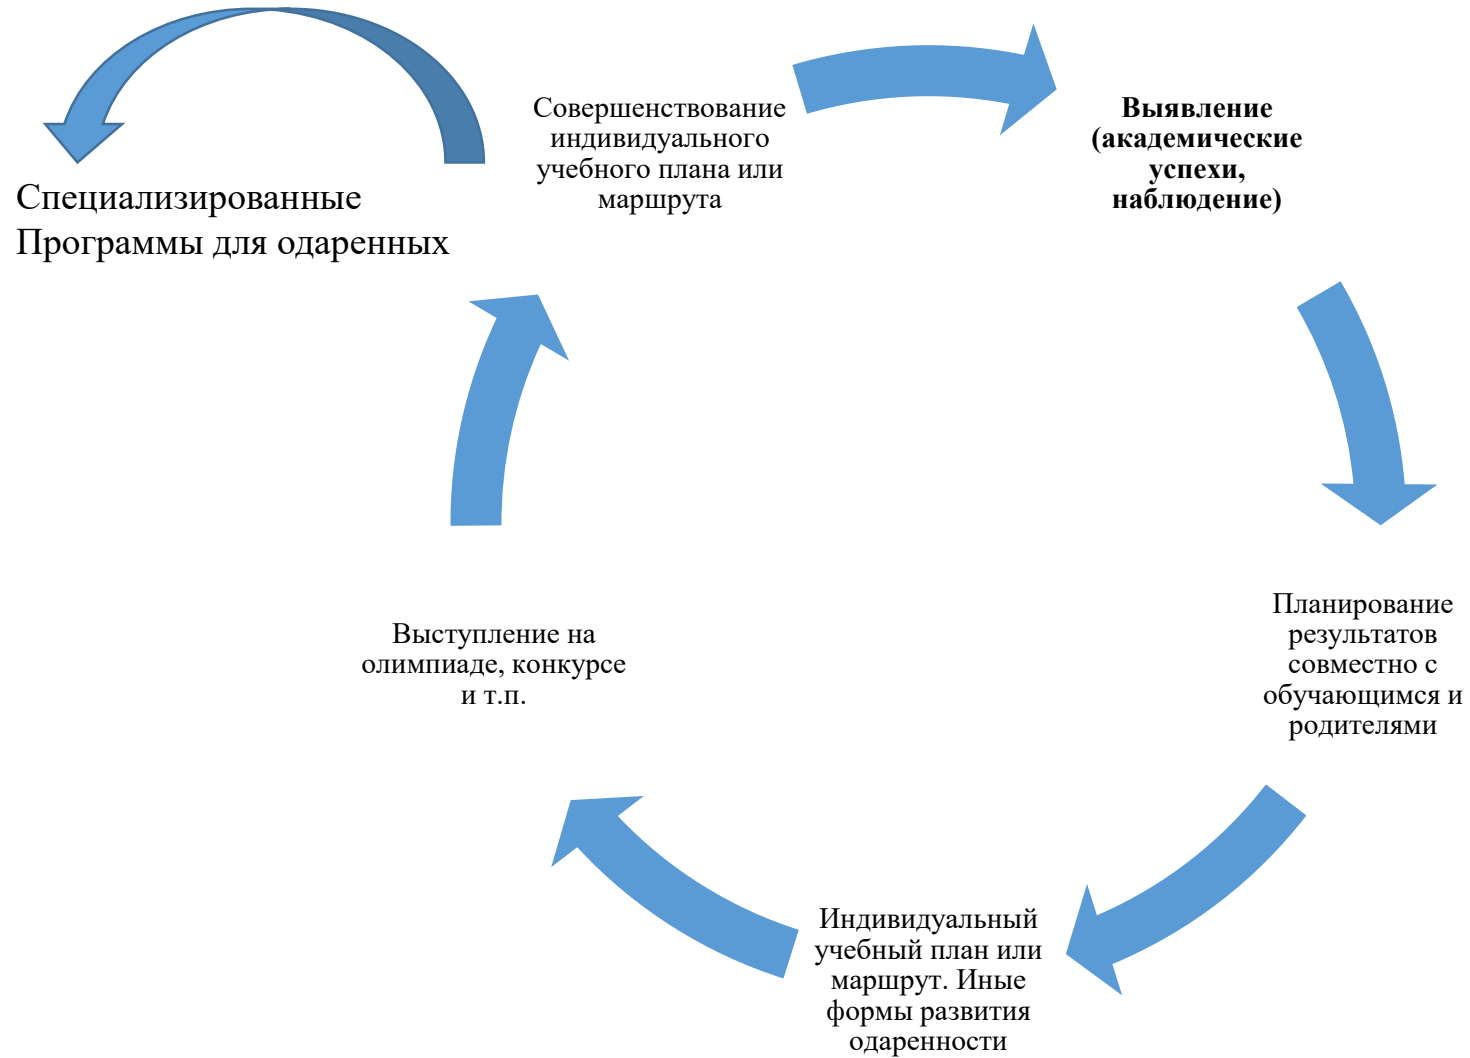 Специализированные
Программы для одаренных
Совершенствование
индивидуального
учебного плана или
маршрута
Выявление
(академические
успехи,
наблюдение)
Планирование
результатов
совместно с
обучающимся и
родителями
Индивидуальный
учебный план или
маршрут. Иные
формы развития
одаренности
Выступление на
олимпиаде, конкурсе
и т.п.